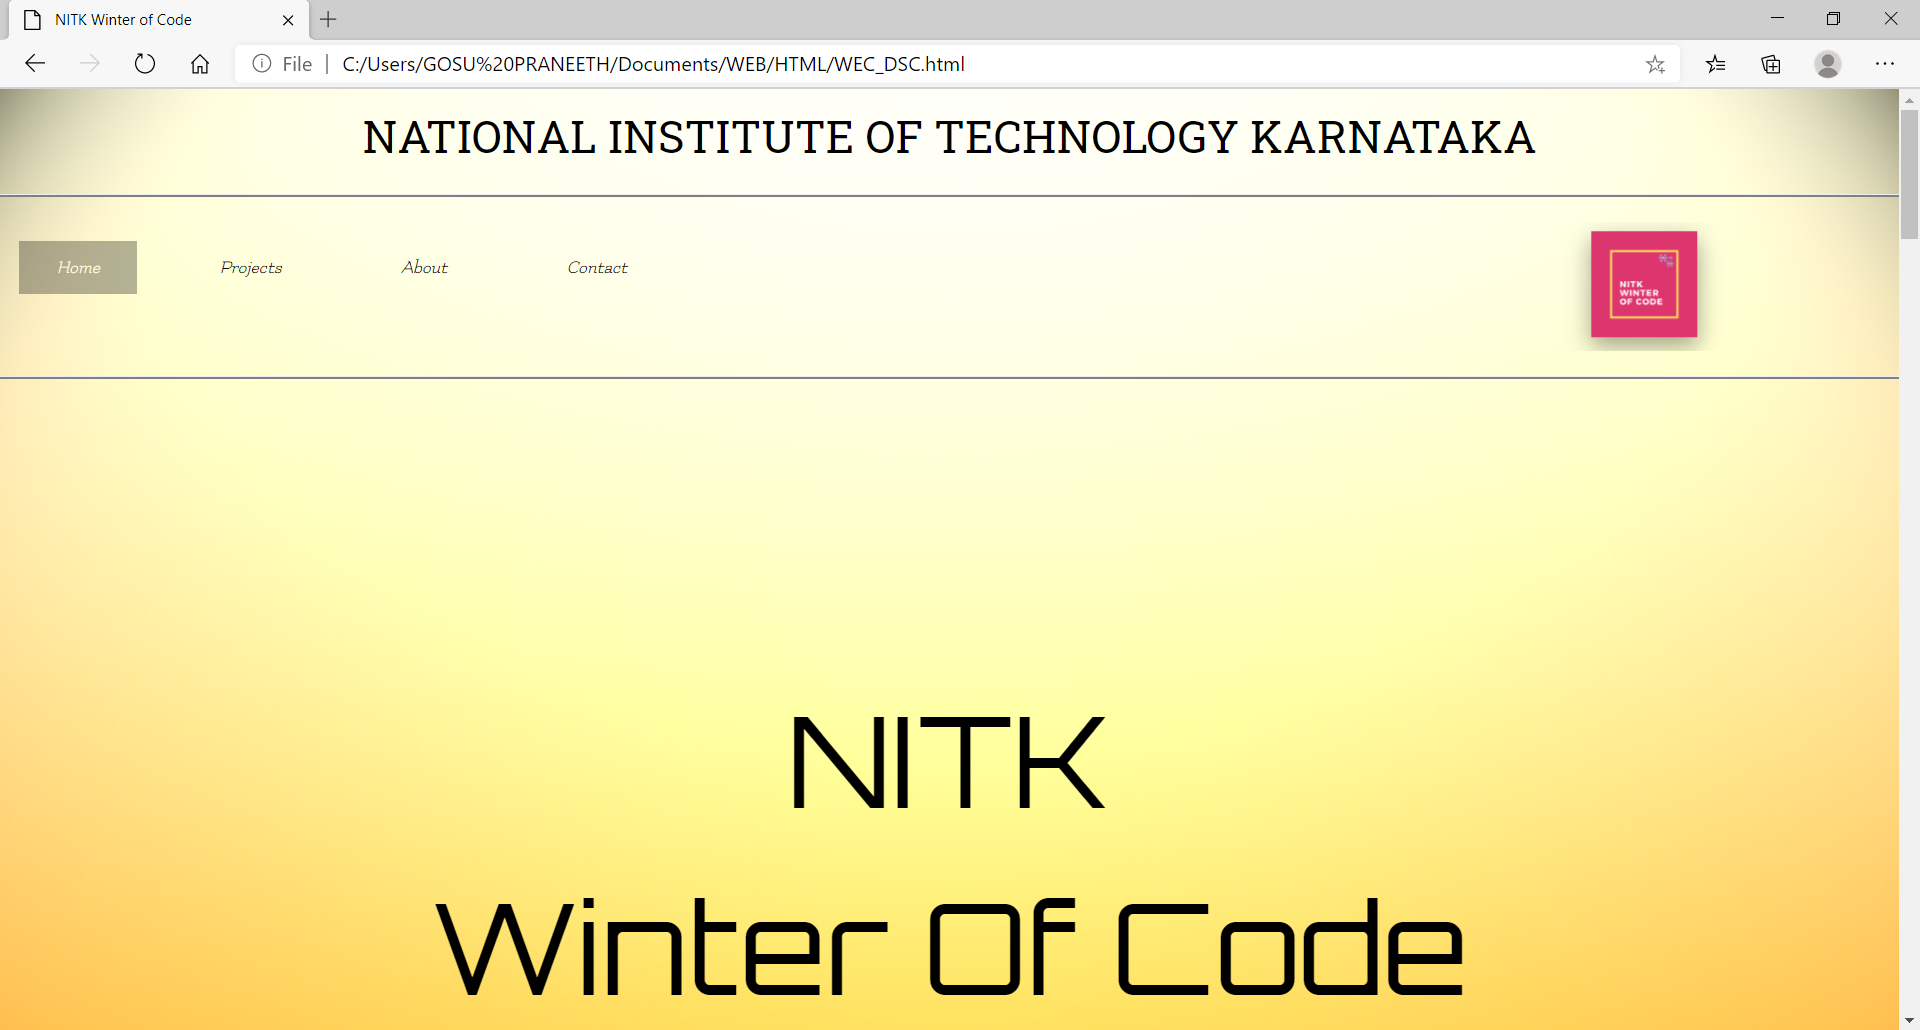 NITK Winter of Code
File | C:/Users/GOSU%20PRANEETH/Documents/WEB/HTML/WEC_DSC.html
NATIONAL INSTITUTE OF TECHNOLOGY KARNATAKA
Home Projects About Contact
NITK
WINTER
OF CODE
NITK
Winter Of Code